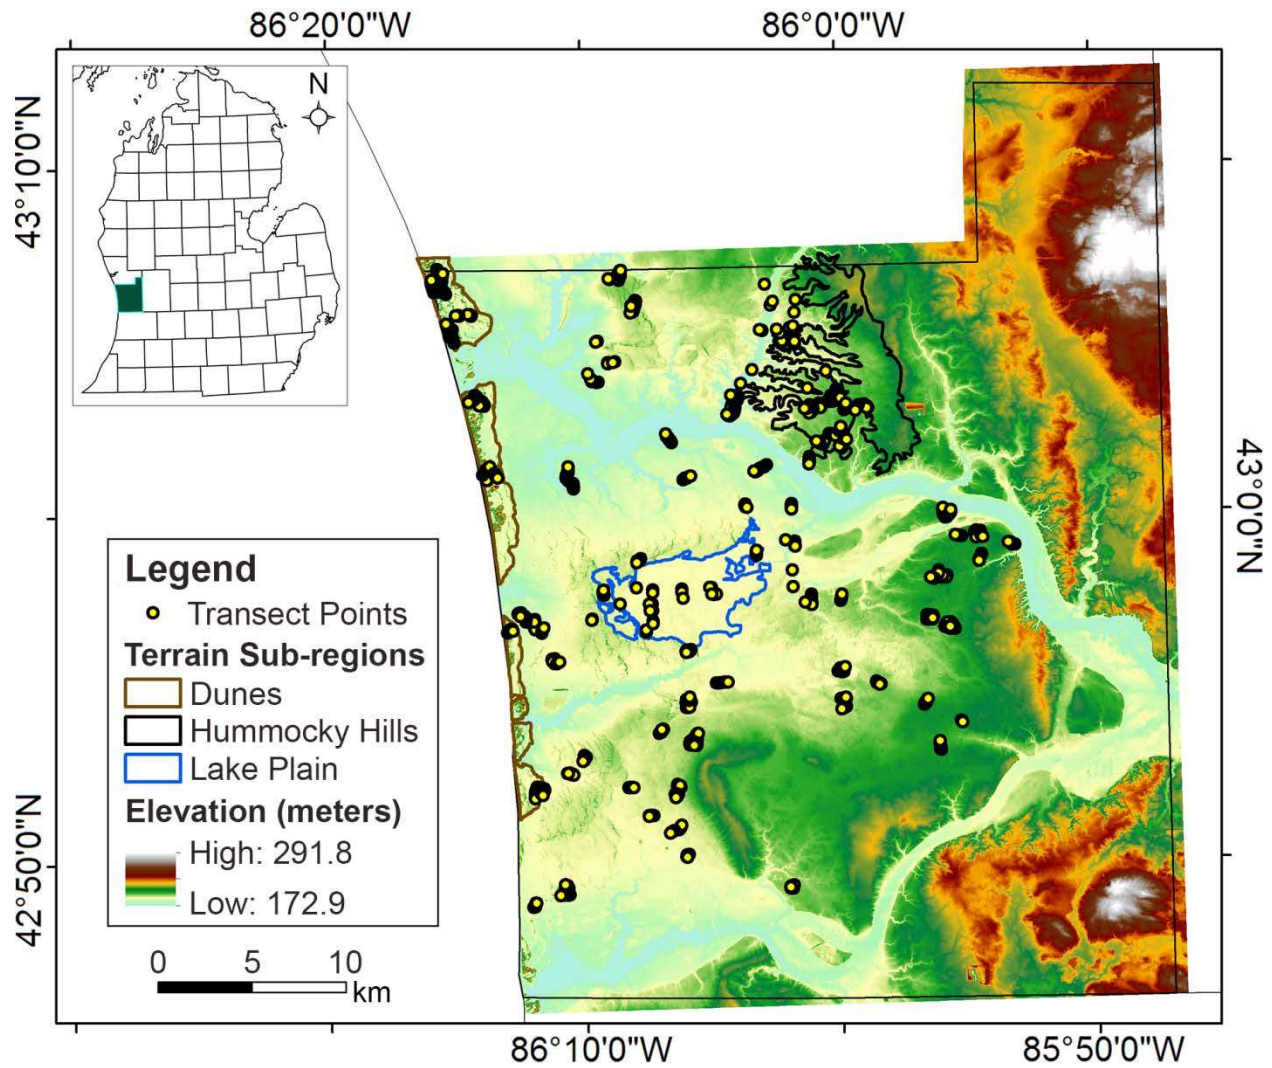 86°20'0"W 86°0'0"W
N
43°10'0"N
43°0'0"N
Legend
Transect Points
Terrain Sub-regions
Dunes
Hummocky Hills
Lake Plain
Elevation (meters)
High: 291.8
Low: 172.9
42°50'0"N
0 5 10
km
86°10'0"W 85°50'0"W